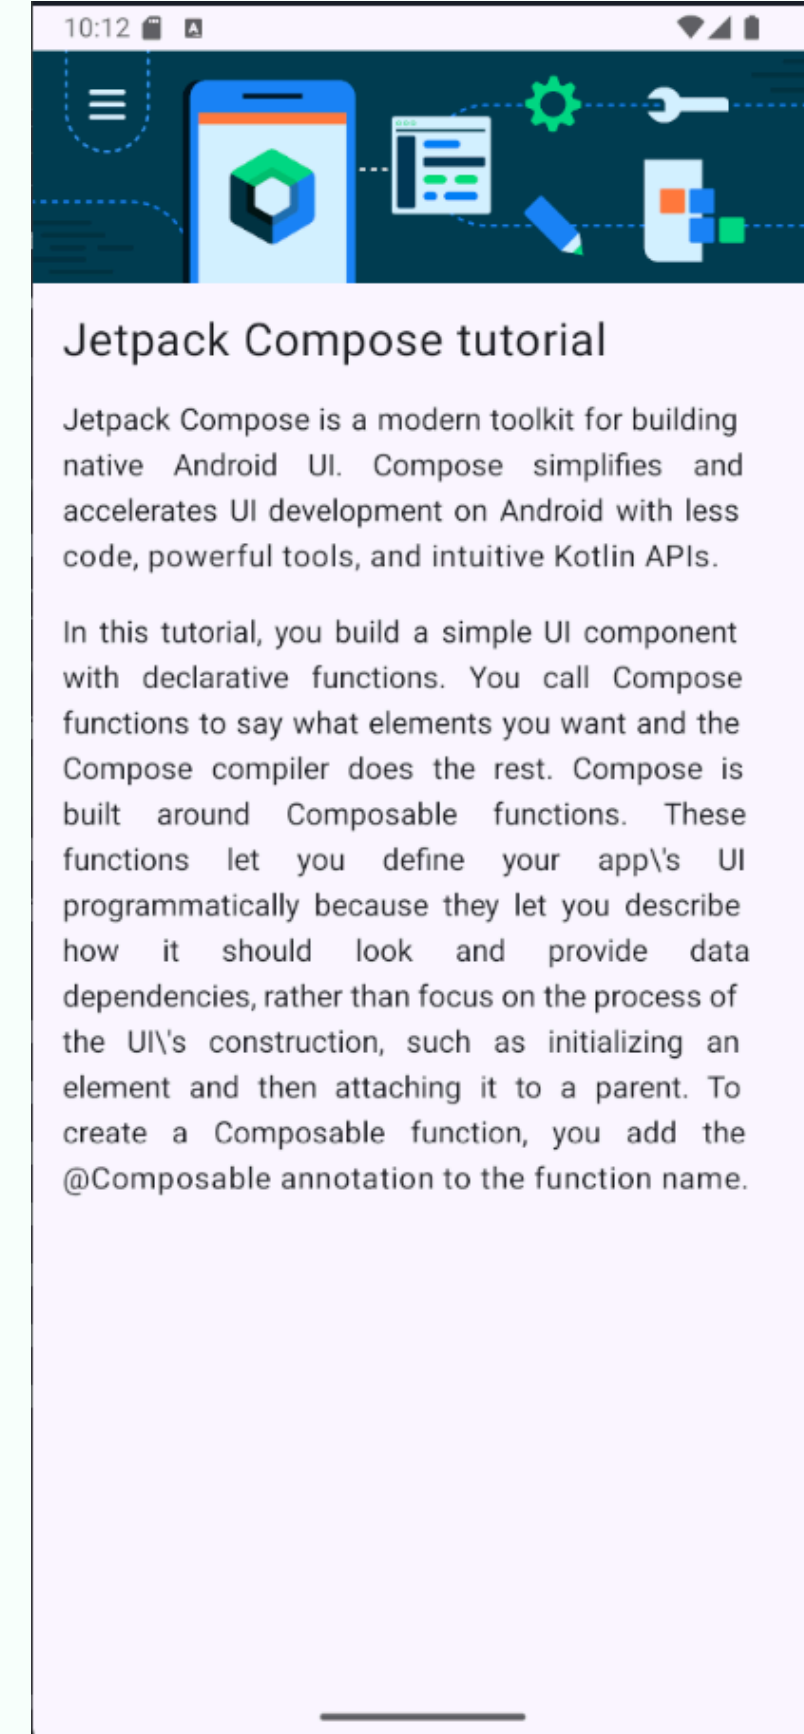 10:12
Jetpack Compose tutorial
Jetpack Compose is a modern toolkit for building
native Android UI. Compose simplifies and
accelerates UI development on Android with less
code, powerful tools, and intuitive Kotlin APIs.
In this tutorial, you build a simple UI component
with declarative functions. You call Compose
functions to say what elements you want and the
Compose compiler does the rest. Compose is
built around Composable functions. These
functions let you define your app\'s UI
programmatically because they let you describe
how it should look and provide data
dependencies, rather than focus on the process of
the UI\'s construction, such as initializing an
element and then attaching it to a parent. To
create a Composable function, you add the
@Composable annotation to the function name.